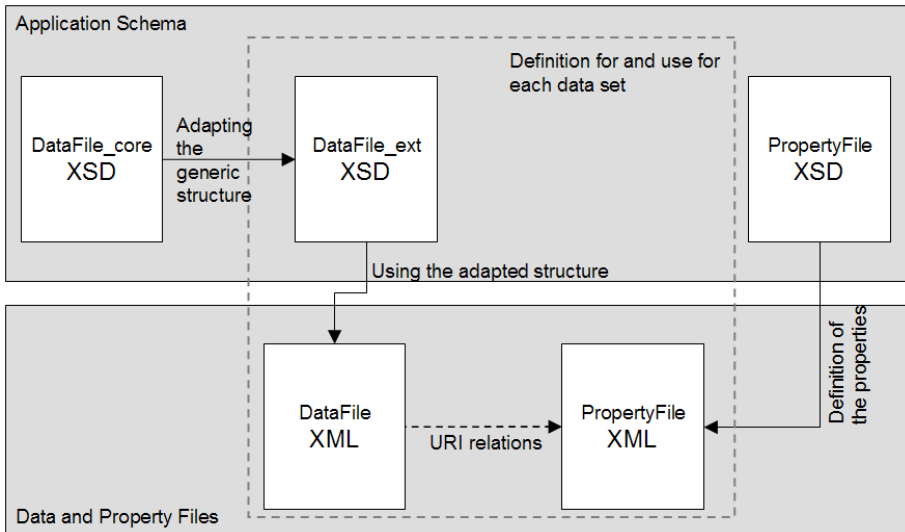 Application Schema
Definition for and use for
each data set
DataFile_core
XSD
Adapting
the
generic
structure
DataFile_ext
XSD
PropertyFile
XSD
Using the adapted structure
Definition of
the properties
DataFile
XML
URI relations
PropertyFile
XML
Data and Property Files